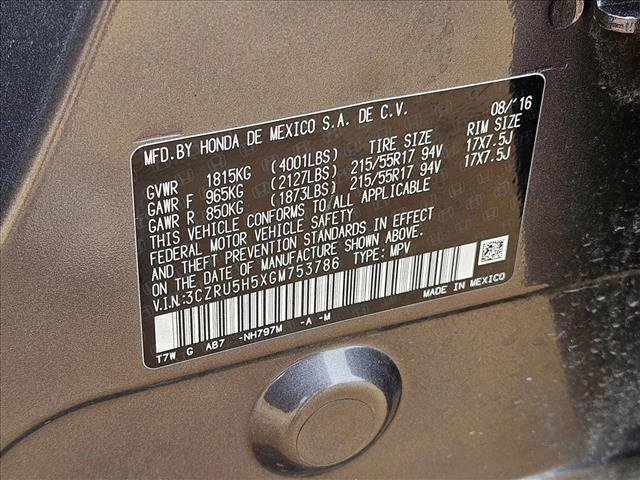 MFD. BY HONDA DE MEXICO S.A. DE C.V. 08/'16
TIRE SIZE RIM SIZE
GVWR 1815KG (4001LBS)
GAWR F 965KG (2127LBS) 215/55R17 94V 17X7.5J
GAWR R 850KG (1873LBS) 215/55R17 94V 17X7.5J
THIS VEHICLE CONFORMS TO ALL APPLICABLE
FEDERAL MOTOR VEHICLE SAFETY
AND THEFT PREVENTION STANDARDS IN EFFECT
ON THE DATE OF MANUFACTURE SHOWN ABOVE.
V.I.N:3CZRU5H5XGM753786 TYPE: MPV
MADE IN MEXICO
T7W G AB7 -NH797M -A -M